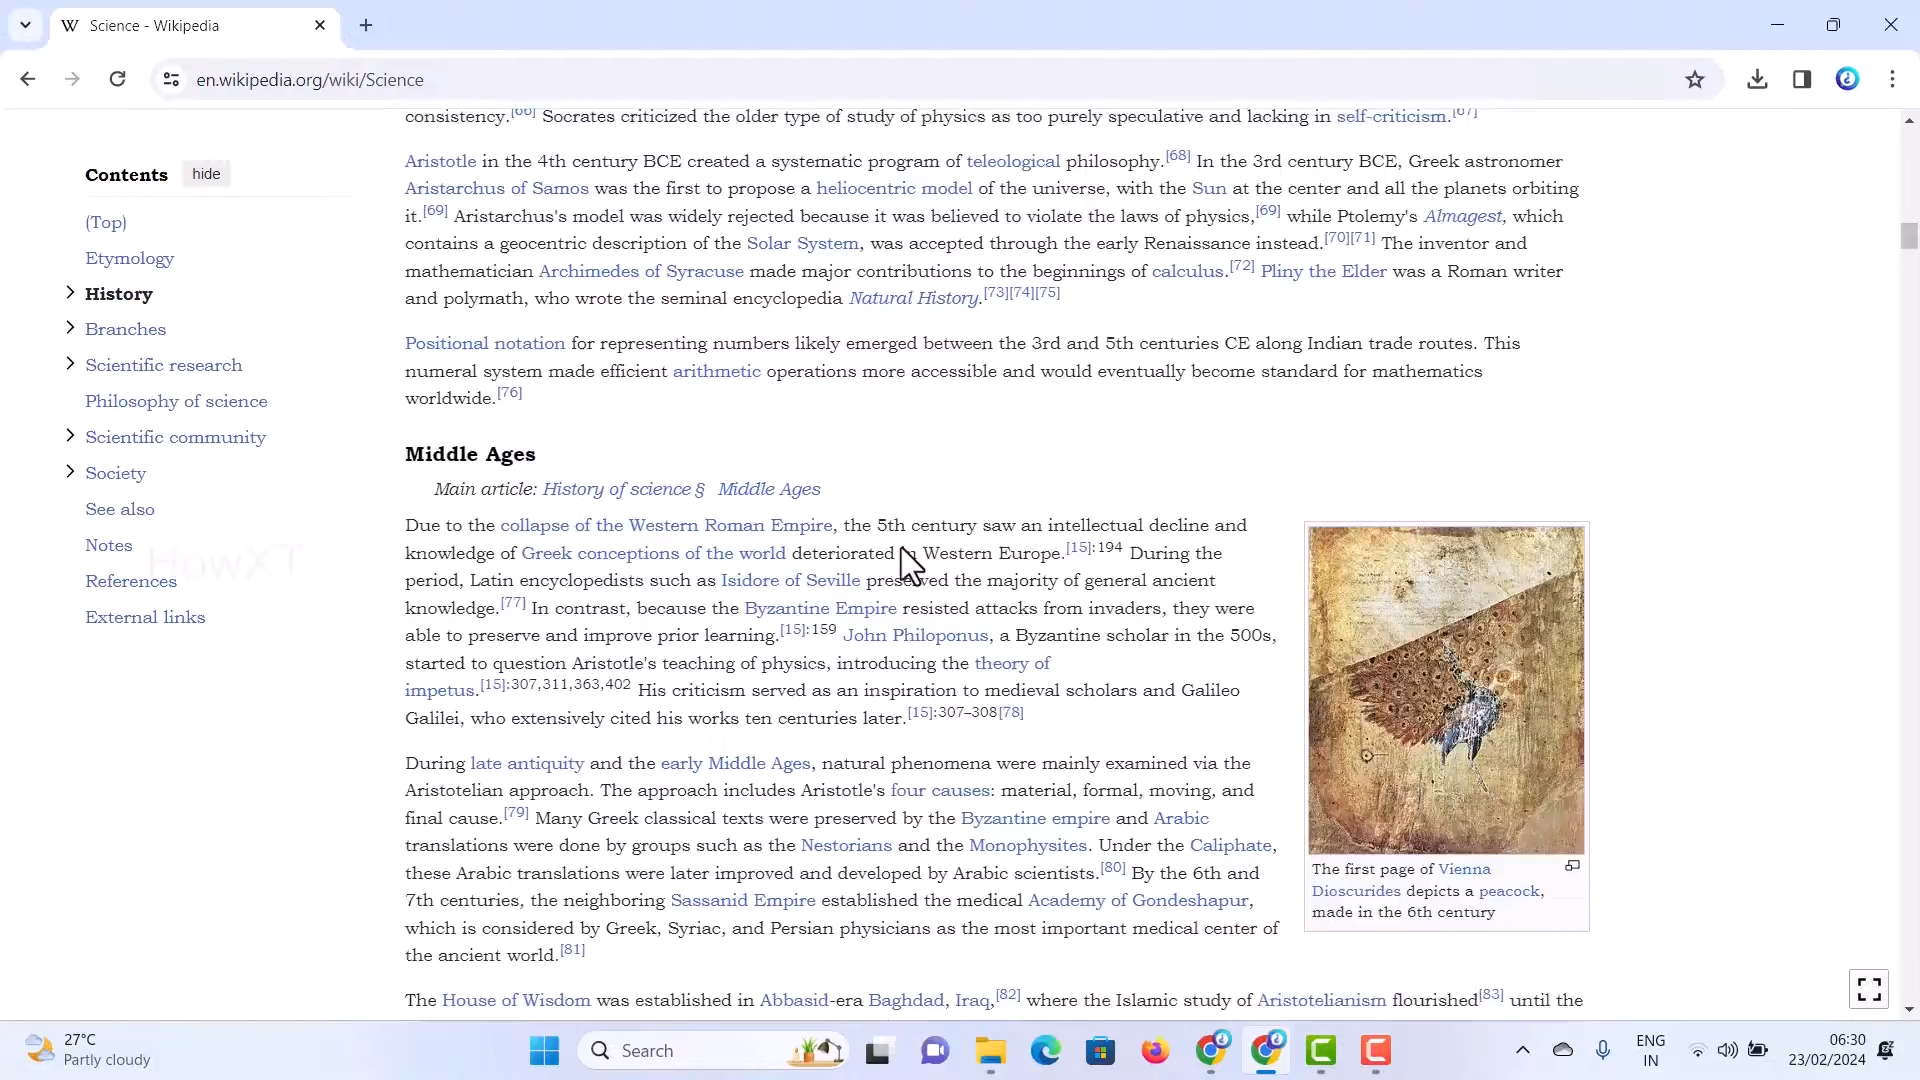 Science - Wikipedia
en.wikipedia.org/wiki/Science
consistency.[66] Socrates criticized the older type of study of physics as too purely speculative and lacking in self-criticism.[67]
Contents hide
(Top)
Etymology
History
Branches
Scientific research
Philosophy of science
Scientific community
Society
See also
Notes
References
External links
HowXT
Aristotle in the 4th century BCE created a systematic program of teleological philosophy.[68] In the 3rd century BCE, Greek astronomer
Aristarchus of Samos was the first to propose a heliocentric model of the universe, with the Sun at the center and all the planets orbiting
it.[69] Aristarchus's model was widely rejected because it was believed to violate the laws of physics,[69] while Ptolemy's Almagest, which
contains a geocentric description of the Solar System, was accepted through the early Renaissance instead.[70][71] The inventor and
mathematician Archimedes of Syracuse made major contributions to the beginnings of calculus.[72] Pliny the Elder was a Roman writer
and polymath, who wrote the seminal encyclopedia Natural History.[73][74][75]
Positional notation for representing numbers likely emerged between the 3rd and 5th centuries CE along Indian trade routes. This
numeral system made efficient arithmetic operations more accessible and would eventually become standard for mathematics
worldwide.[76]
Middle Ages
Main article: History of science § Middle Ages
Due to the collapse of the Western Roman Empire, the 5th century saw an intellectual decline and
knowledge of Greek conceptions of the world deteriorated in Western Europe.[15]:194 During the
period, Latin encyclopedists such as Isidore of Seville preserved the majority of general ancient
knowledge.[77] In contrast, because the Byzantine Empire resisted attacks from invaders, they were
able to preserve and improve prior learning.[15]:159 John Philoponus, a Byzantine scholar in the 500s,
started to question Aristotle's teaching of physics, introducing the theory of
impetus.[15]:307,311,363,402 His criticism served as an inspiration to medieval scholars and Galileo
Galilei, who extensively cited his works ten centuries later.[15]:307–308[78]
During late antiquity and the early Middle Ages, natural phenomena were mainly examined via the
Aristotelian approach. The approach includes Aristotle's four causes: material, formal, moving, and
final cause.[79] Many Greek classical texts were preserved by the Byzantine empire and Arabic
translations were done by groups such as the Nestorians and the Monophysites. Under the Caliphate,
these Arabic translations were later improved and developed by Arabic scientists.[80] By the 6th and
7th centuries, the neighboring Sassanid Empire established the medical Academy of Gondeshapur,
which is considered by Greek, Syriac, and Persian physicians as the most important medical center of
the ancient world.[81]
The House of Wisdom was established in Abbasid-era Baghdad, Iraq,[82] where the Islamic study of Aristotelianism flourished[83] until the
The first page of Vienna
Dioscurides depicts a peacock,
made in the 6th century
27°C
Partly cloudy
Search
ENG
IN
06:30
23/02/2024